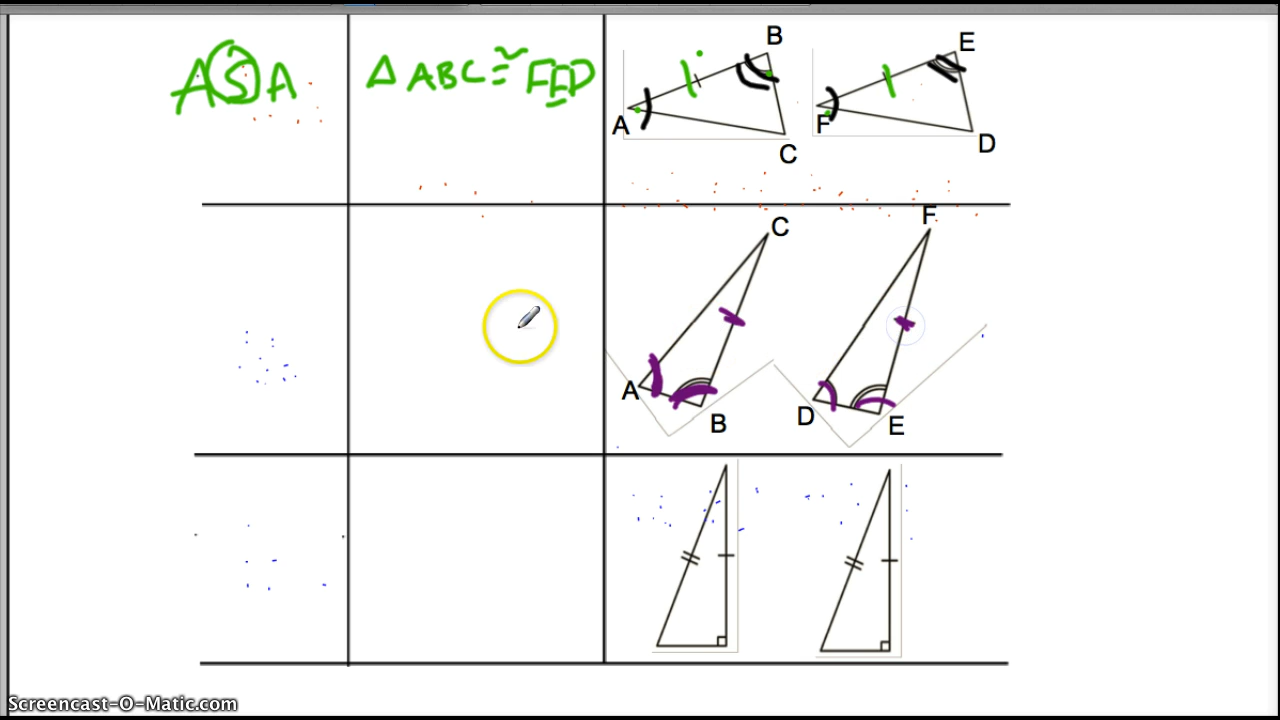 ASA
△ ABC ≅ FED
B
A
C
E
F
D
C
A
B
F
D
E
Screencast-O-Matic.com